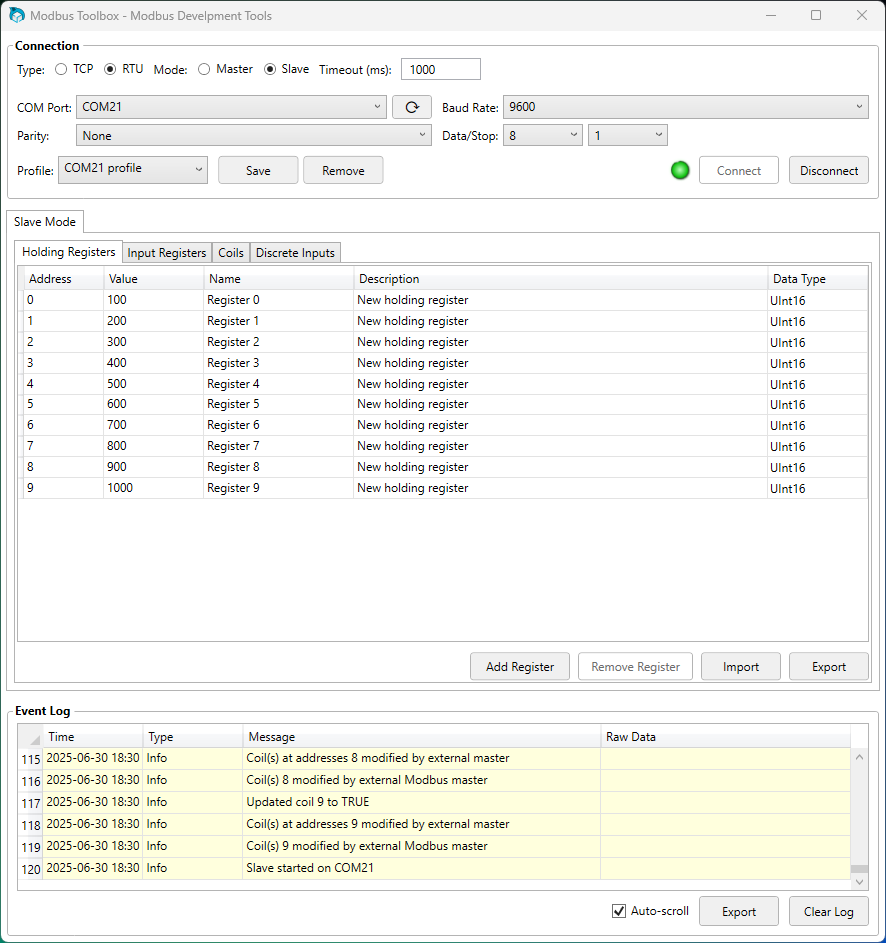 Modbus Toolbox - Modbus Develpment Tools
Connection
Type: TCP RTU Mode: Master Slave Timeout (ms): 1000
COM Port: COM21 Baud Rate: 9600
Parity: None Data/Stop: 8 1
Profile: COM21 profile Save Remove Connect Disconnect
Slave Mode
Holding Registers Input Registers Coils Discrete Inputs
Address Value Name Description Data Type
0 100 Register 0 New holding register UInt16
1 200 Register 1 New holding register UInt16
2 300 Register 2 New holding register UInt16
3 400 Register 3 New holding register UInt16
4 500 Register 4 New holding register UInt16
5 600 Register 5 New holding register UInt16
6 700 Register 6 New holding register UInt16
7 800 Register 7 New holding register UInt16
8 900 Register 8 New holding register UInt16
9 1000 Register 9 New holding register UInt16
Add Register Remove Register Import Export
Event Log
Time Type Message Raw Data
115 2025-06-30 18:30 Info Coil(s) at addresses 8 modified by external master
116 2025-06-30 18:30 Info Coil(s) 8 modified by external Modbus master
117 2025-06-30 18:30 Info Updated coil 9 to TRUE
118 2025-06-30 18:30 Info Coil(s) at addresses 9 modified by external master
119 2025-06-30 18:30 Info Coil(s) 9 modified by external Modbus master
120 2025-06-30 18:30 Info Slave started on COM21
Auto-scroll Export Clear Log